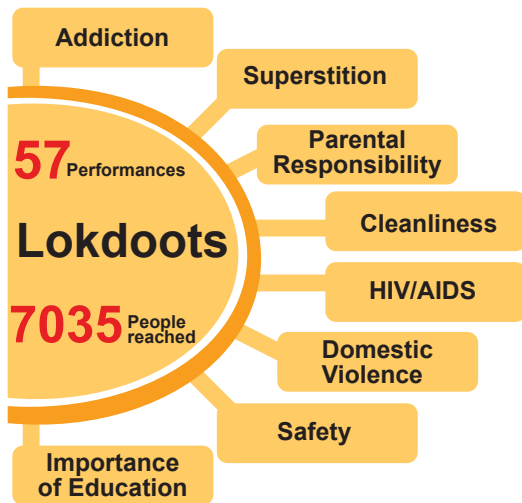 Addiction
Superstition
Parental
Responsibility
57 Performances
Cleanliness
Lokdoots
HIV/AIDS
7035 People
reached
Domestic
Violence
Safety
Importance
of Education